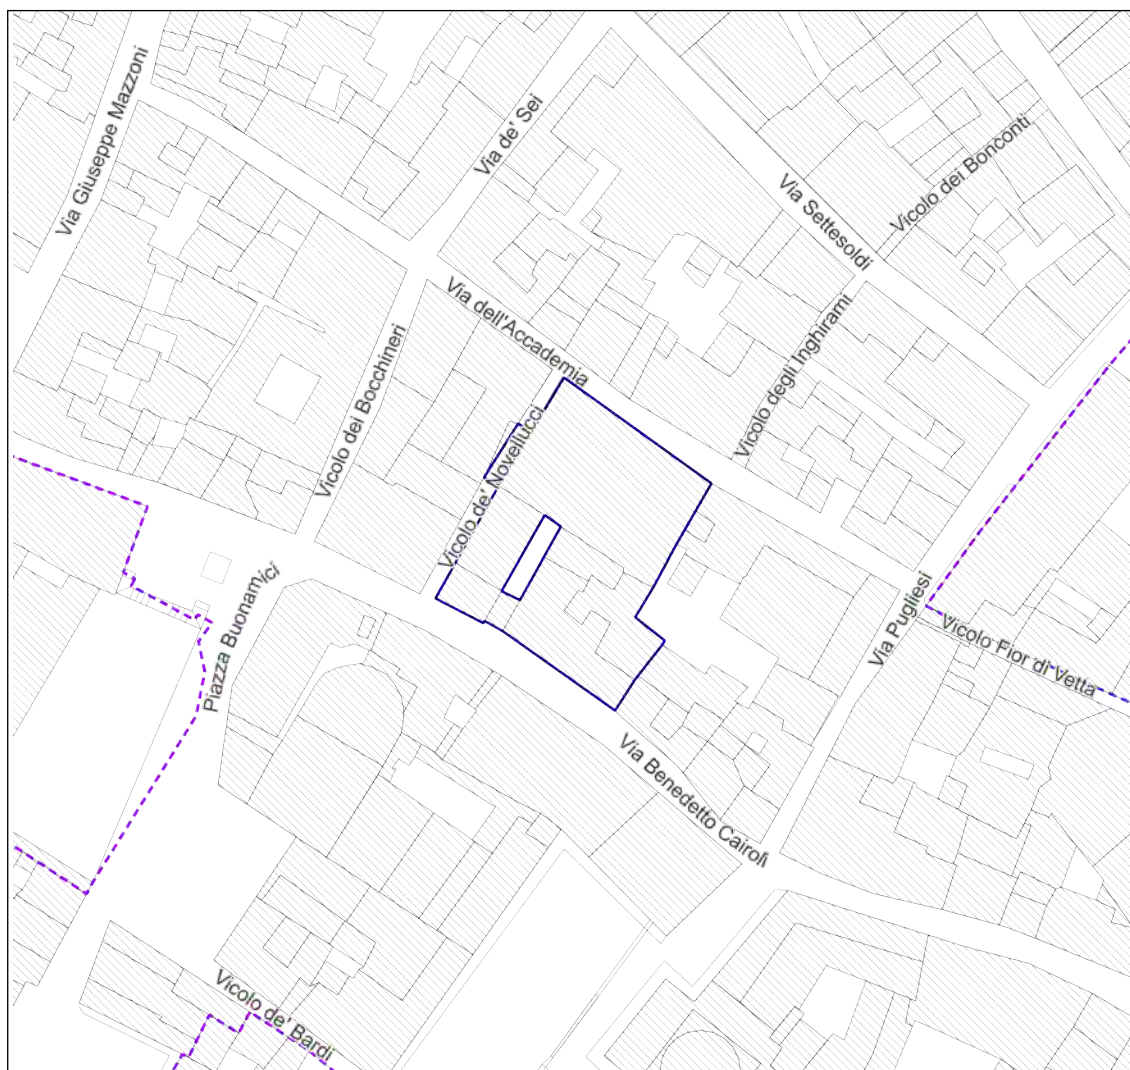 Via Giuseppe Mazzoni
Via de' Sei
Vicolo dei Bonconti
Via Settesoldi
Via dell'Accademia
Vicolo degli Inghirami
Vicolo dei Bocchineri
Vicolo de' Novellucci
Piazza Buonamici
Via Pugliesi
Vicolo Fior di Vetta
Via Benedetto Cairoli
Vicolo de' Bardi